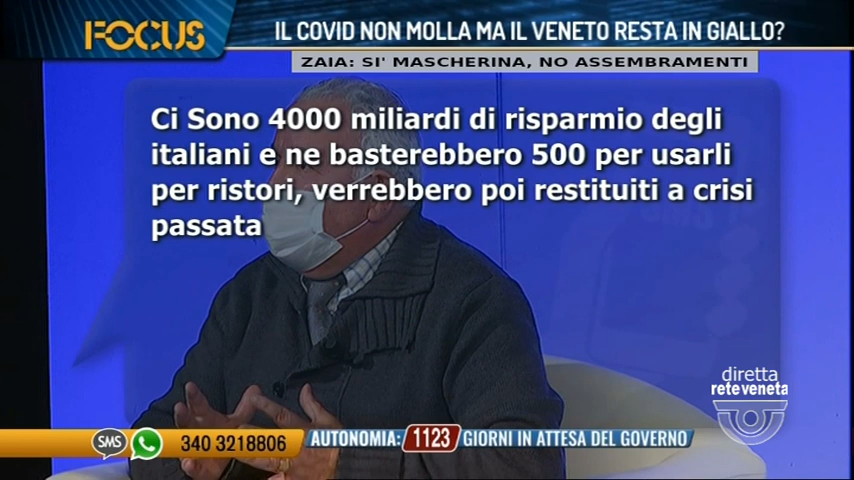 FOCUS
IL COVID NON MOLLA MA IL VENETO RESTA IN GIALLO?
ZAIA: SI' MASCHERINA, NO ASSEMBRAMENTI
Ci Sono 4000 miliardi di risparmio degli
italiani e ne basterebbero 500 per usarli
per ristori, verrebbero poi restituiti a crisi
passata
diretta
reteveneta
SMS 340 3218806 AUTONOMIA: 1123 GIORNI IN ATTESA DEL GOVERNO